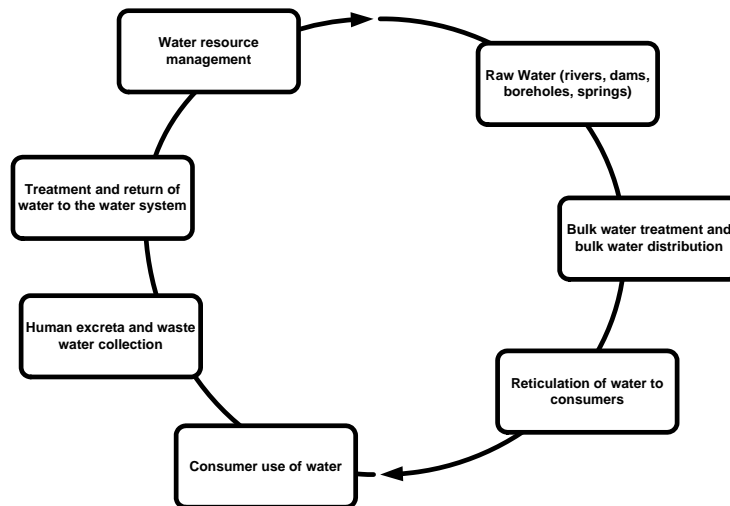 Water resource
management
Raw Water (rivers, dams,
boreholes, springs)
Bulk water treatment and
bulk water distribution
Reticulation of water to
consumers
Consumer use of water
Human excreta and waste
water collection
Treatment and return of
water to the water system